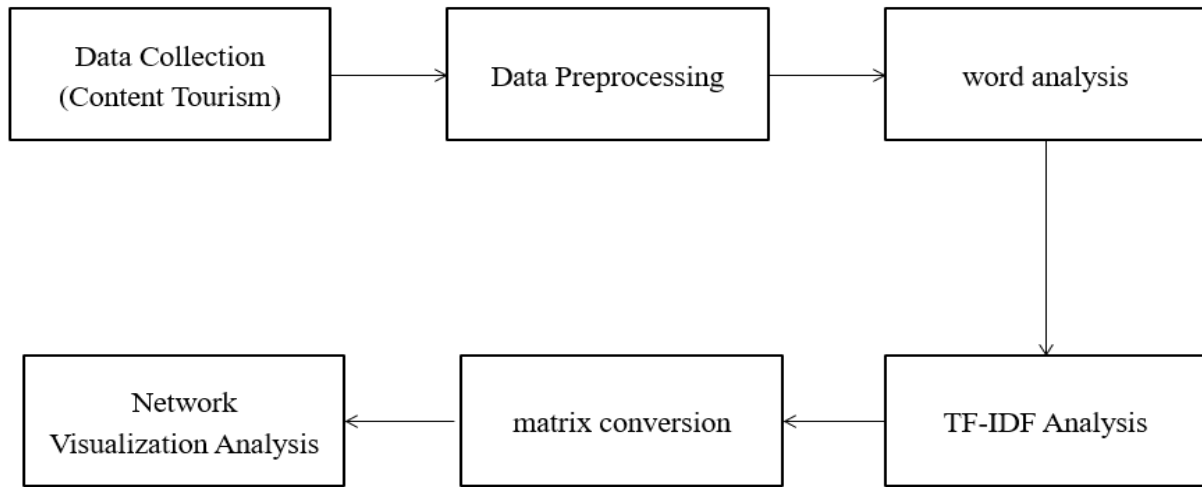 Data Collection
(Content Tourism)
Data Preprocessing
word analysis
TF-IDF Analysis
matrix conversion
Network
Visualization Analysis